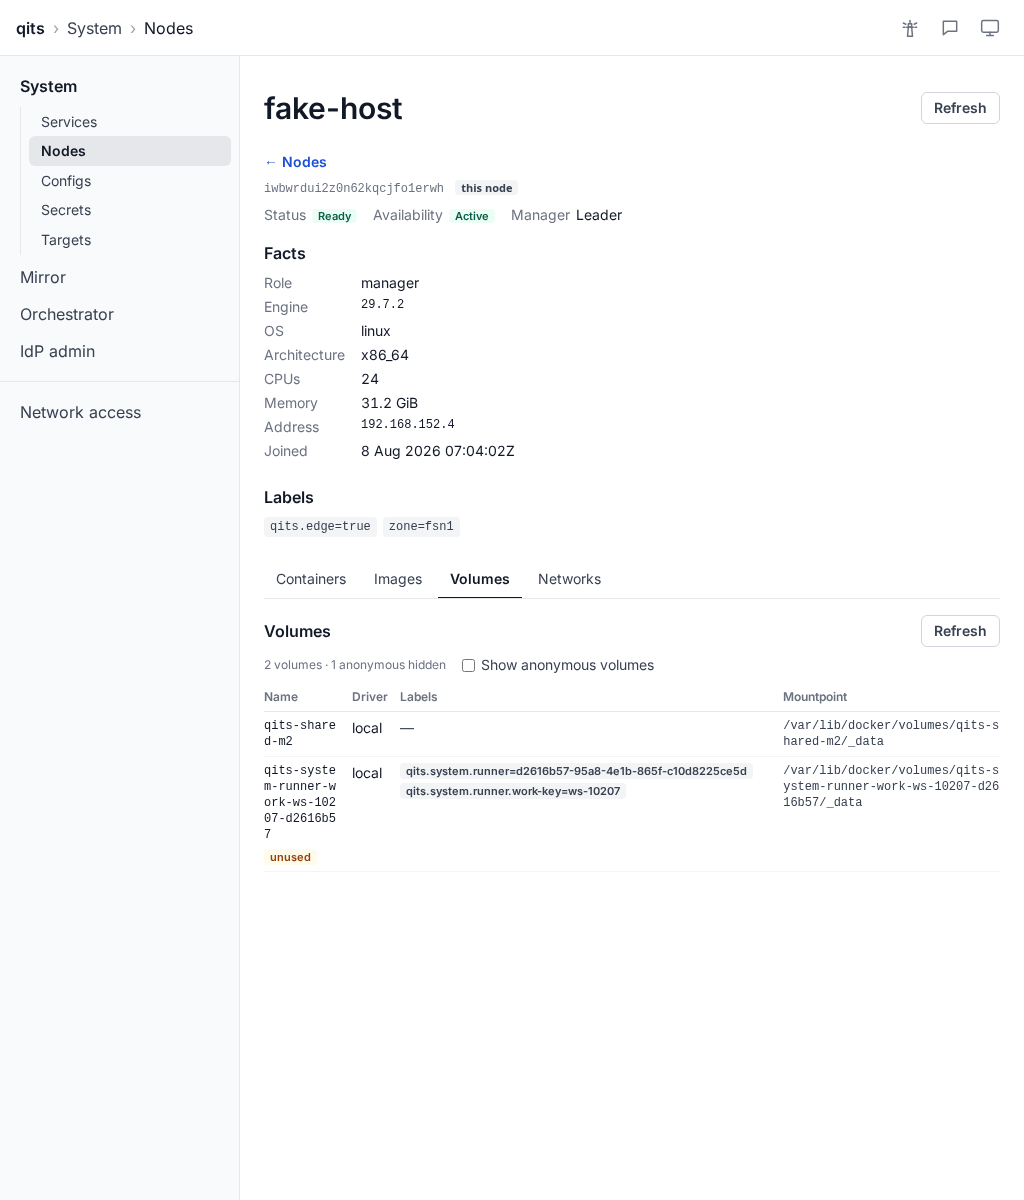 qits › System › Nodes
System
Services
Nodes
Configs
Secrets
Targets
Mirror
Orchestrator
IdP admin
Network access
fake-host
Refresh
← Nodes
iwbwrdui2z0n62kqcjfo1erwh this node
Status Ready Availability Active Manager Leader
Facts
Role manager
Engine 29.7.2
OS linux
Architecture x86_64
CPUs 24
Memory 31.2 GiB
Address 192.168.152.4
Joined 8 Aug 2026 07:04:02Z
Labels
qits.edge=true zone=fsn1
Containers Images Volumes Networks
Volumes
Refresh
2 volumes · 1 anonymous hidden Show anonymous volumes
Name Driver Labels Mountpoint
qits-share local — /var/lib/docker/volumes/qits-s
d-m2 hared-m2/_data
qits-syste local qits.system.runner=d2616b57-95a8-4e1b-865f-c10d8225ce5d /var/lib/docker/volumes/qits-s
m-runner-w qits.system.runner.work-key=ws-10207 ystem-runner-work-ws-10207-d26
ork-ws-102 16b57/_data
07-d2616b5
7
unused